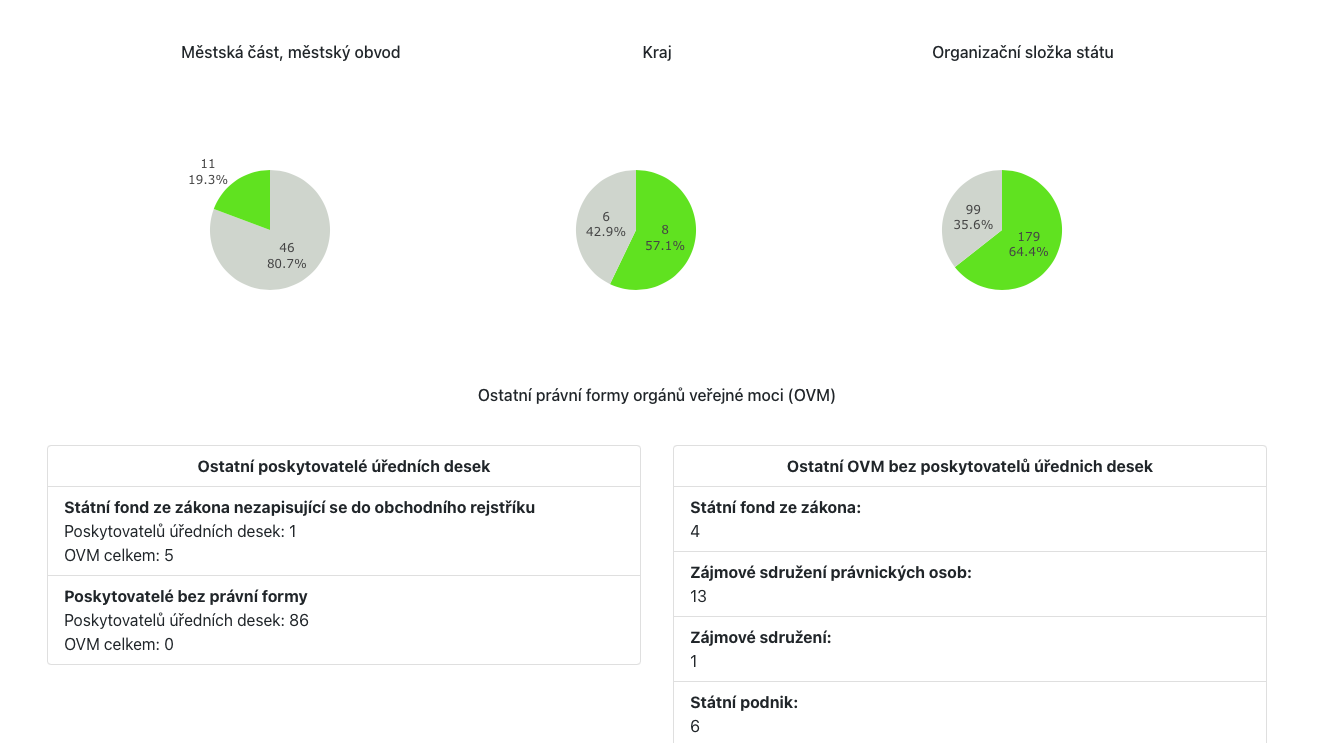 Městská část, městský obvod
Kraj
Organizační složka státu
11
19.3%
46
80.7%
6
42.9%
8
57.1%
99
35.6%
179
64.4%
Ostatní právní formy orgánů veřejné moci (OVM)
Ostatní poskytovatelé úředních desek
Státní fond ze zákona nezapisující se do obchodního rejstříku
Poskytovatelů úředních desek: 1
OVM celkem: 5
Poskytovatelé bez právní formy
Poskytovatelů úředních desek: 86
OVM celkem: 0
Ostatní OVM bez poskytovatelů úřednich desek
Státní fond ze zákona:
4
Zájmové sdružení právnických osob:
13
Zájmové sdružení:
1
Státní podnik:
6